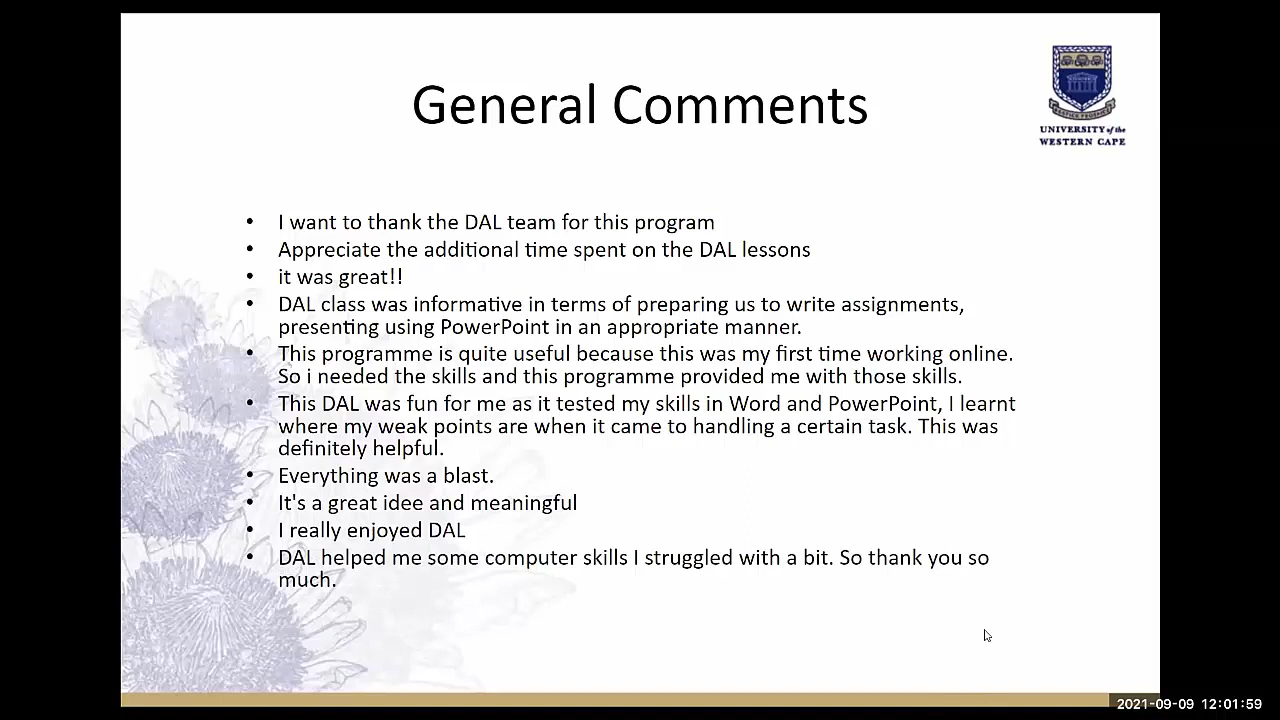 General Comments
UNIVERSITY of the
WESTERN CAPE
• I want to thank the DAL team for this program
• Appreciate the additional time spent on the DAL lessons
• it was great!!
• DAL class was informative in terms of preparing us to write assignments,
presenting using PowerPoint in an appropriate manner.
• This programme is quite useful because this was my first time working online.
So i needed the skills and this programme provided me with those skills.
• This DAL was fun for me as it tested my skills in Word and PowerPoint, I learnt
where my weak points are when it came to handling a certain task. This was
definitely helpful.
• Everything was a blast.
• It's a great idee and meaningful
• I really enjoyed DAL
• DAL helped me some computer skills I struggled with a bit. So thank you so
much.
2021-09-09 12:01:59